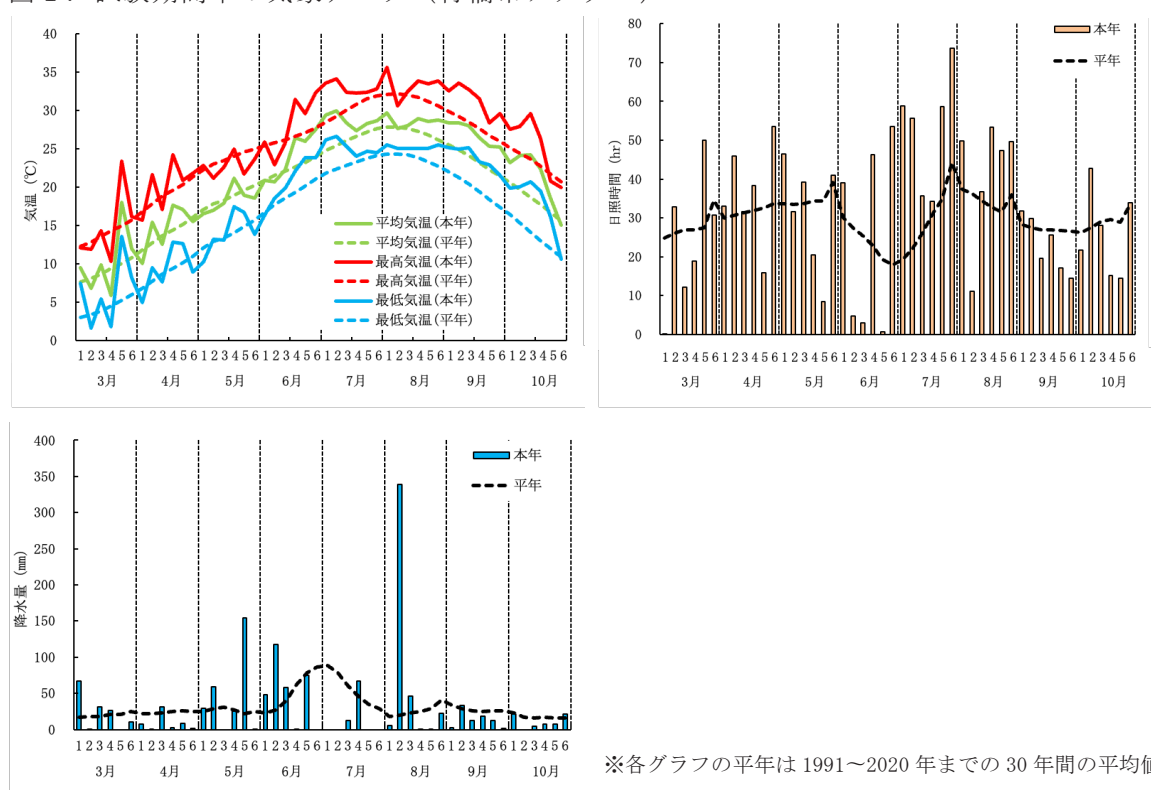 40
35
30
25
20
15
10
5
0
気温 (℃)
平均気温(本年)
平均気温(平年)
最高気温(本年)
最高気温(平年)
最低気温(本年)
最低気温(平年)
1 2 3 4 5 6 1 2 3 4 5 6 1 2 3 4 5 6 1 2 3 4 5 6 1 2 3 4 5 6 1 2 3 4 5 6 1 2 3 4 5 6 1 2 3 4 5 6
3月 4月 5月 6月 7月 8月 9月 10月
80
70
60
50
40
30
20
10
0
日照時間 (hr)
本年
平年
1 2 3 4 5 6 1 2 3 4 5 6 1 2 3 4 5 6 1 2 3 4 5 6 1 2 3 4 5 6 1 2 3 4 5 6 1 2 3 4 5 6 1 2 3 4 5 6
3月 4月 5月 6月 7月 8月 9月 10月
400
350
300
250
200
150
100
50
0
降水量 (mm)
本年
平年
1 2 3 4 5 6 1 2 3 4 5 6 1 2 3 4 5 6 1 2 3 4 5 6 1 2 3 4 5 6 1 2 3 4 5 6 1 2 3 4 5 6 1 2 3 4 5 6
3月 4月 5月 6月 7月 8月 9月 10月
※各グラフの平年は 1991～2020 年までの 30 年間の平均値